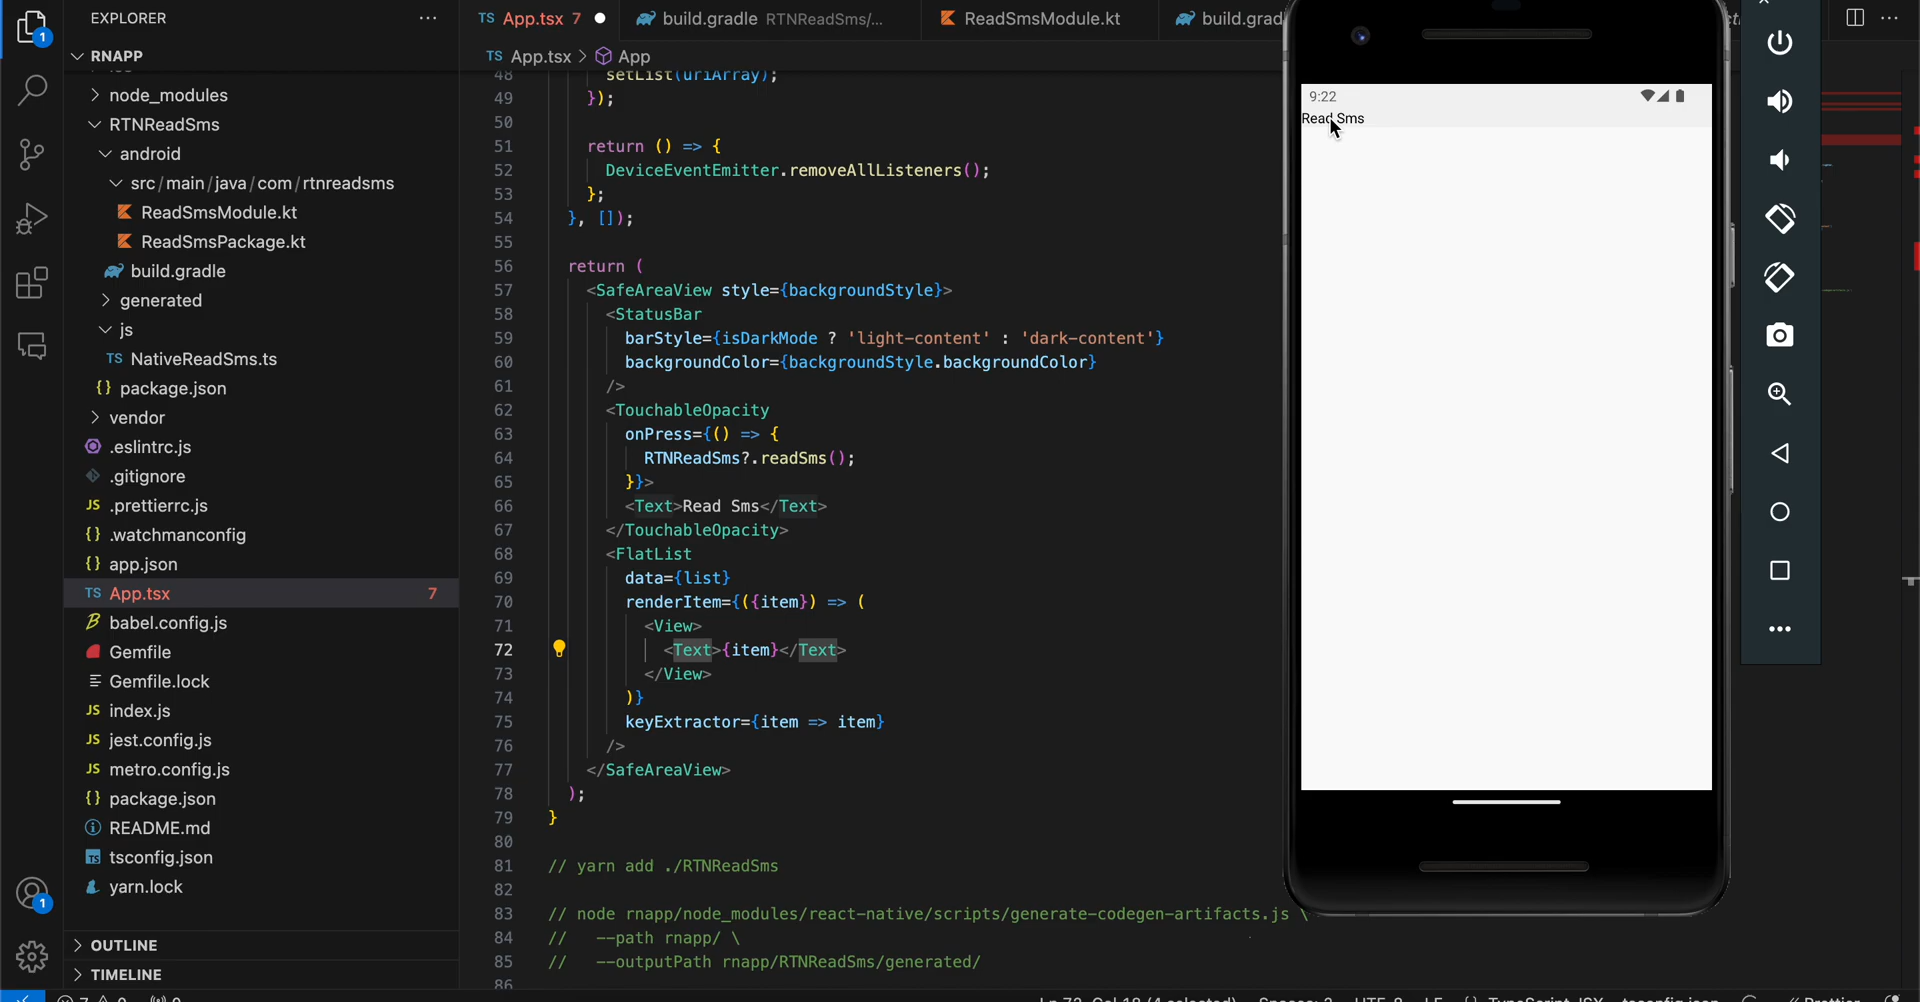 EXPLORER
RNAPP
node_modules
RTNReadSms
android
src/main/java/com/rtnreadsms
ReadSmsModule.kt
ReadSmsPackage.kt
build.gradle
generated
js
TS NativeReadSms.ts
{} package.json
vendor
.eslintrc.js
.gitignore
JS .prettierrc.js
{} .watchmanconfig
{} app.json
TS App.tsx 7
babel.config.js
Gemfile
Gemfile.lock
JS index.js
JS jest.config.js
JS metro.config.js
{} package.json
README.md
TS tsconfig.json
yarn.lock
OUTLINE
TIMELINE
1
1
TS App.tsx 7
build.gradle RTNReadSms/...
ReadSmsModule.kt
TS App.tsx > App
48 setList(uriArray);
49 });
50
51 return () => {
52 DeviceEventEmitter.removeAllListeners();
53 };
54 }, []);
55
56 return (
57 <SafeAreaView style={backgroundStyle}>
58 <StatusBar
59 barStyle={isDarkMode ? 'light-content' : 'dark-content'}
60 backgroundColor={backgroundStyle.backgroundColor}
61 />
62 <TouchableOpacity
63 onPress={() => {
64 RTNReadSms?.readSms();
65 }}>
66 <Text>Read Sms</Text>
67 </TouchableOpacity>
68 <FlatList
69 data={list}
70 renderItem={({item}) => (
71 <View>
72 <Text>{item}</Text>
73 </View>
74 )}
75 keyExtractor={item => item}
76 />
77 </SafeAreaView>
78 );
79 }
80
81 // yarn add ./RTNReadSms
82
83 // node rnapp/node_modules/react-native/scripts/generate-codegen-artifacts.js \
84 // --path rnapp/ \
85 // --outputPath rnapp/RTNReadSms/generated/
86
9:22
Read Sms